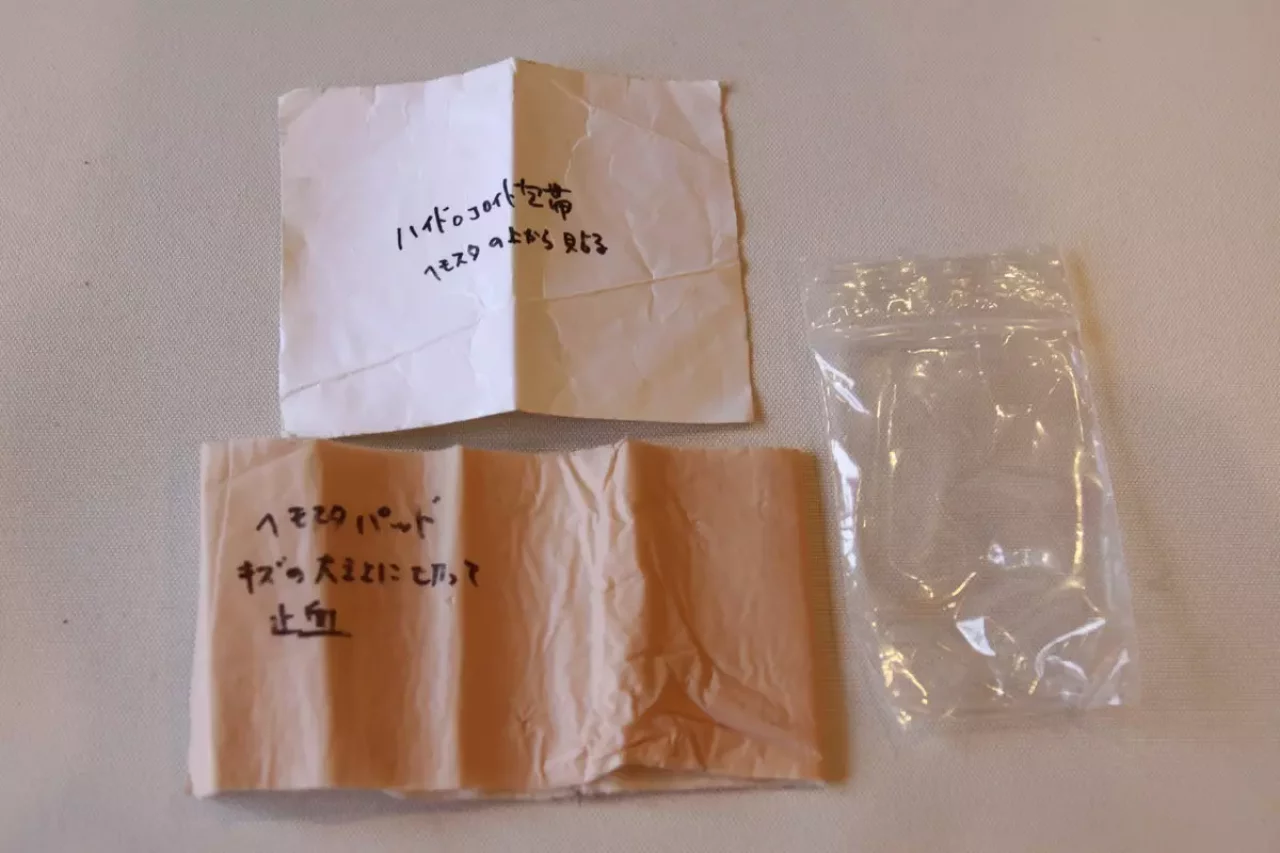 ハイドロコロイド包帯
ヘモスタの上から貼る
ヘモスタパッド
キズの大きさに切って
止血